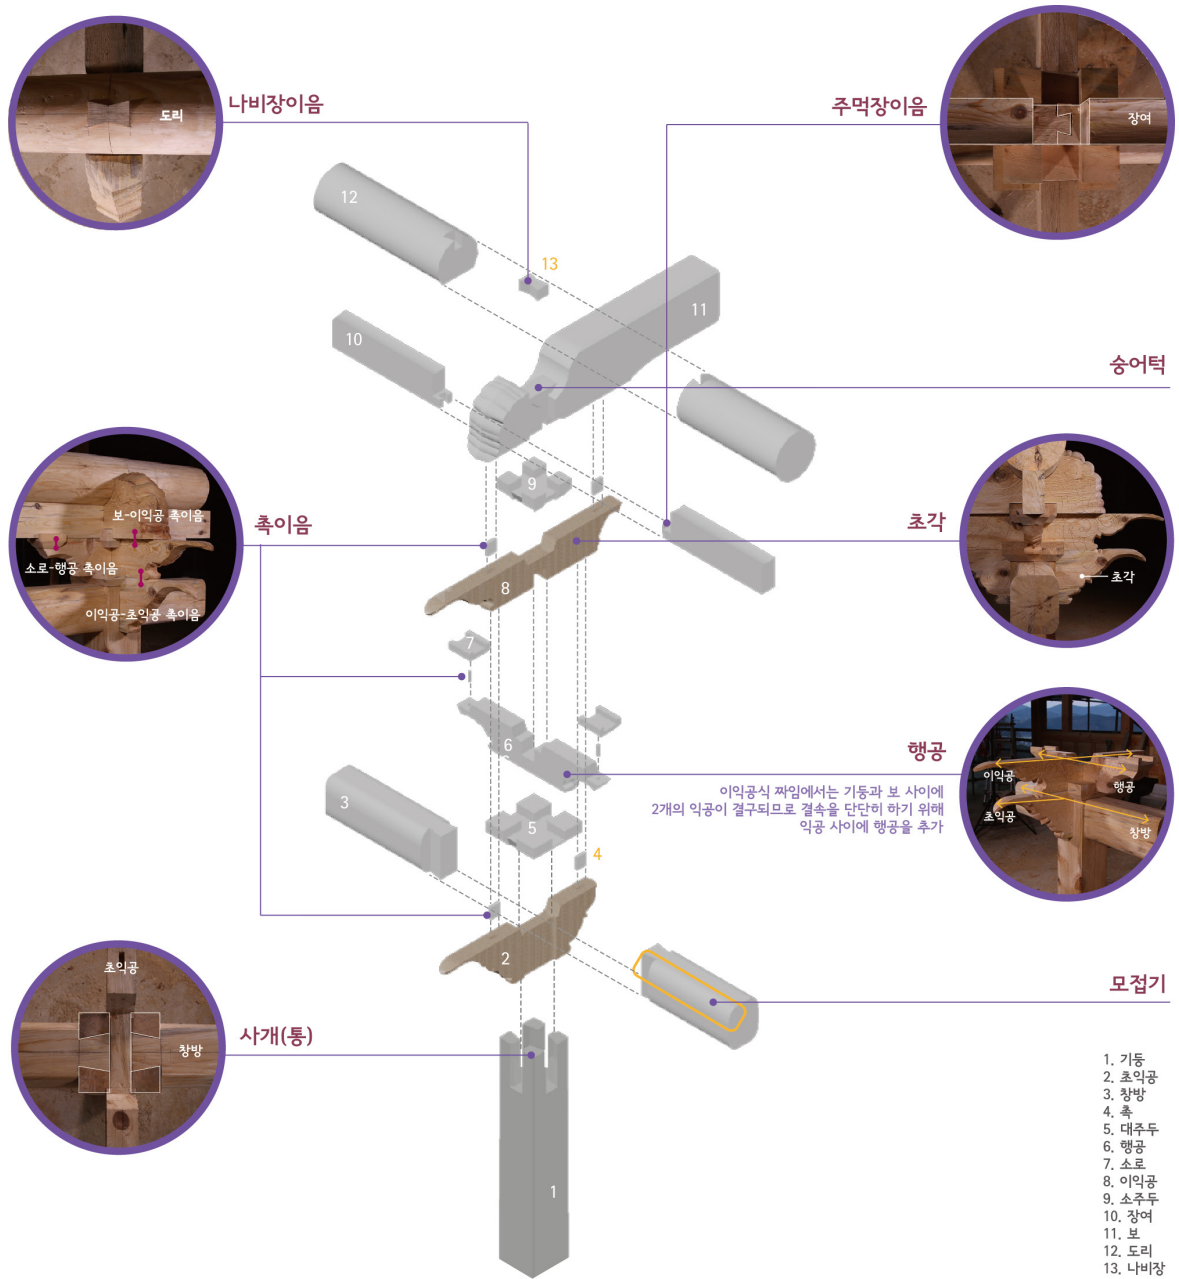 나비장이음
주먹장이음
도리
장여
12
13
11
10
숭어턱
9
촉이음
초각
보-이익공 촉이음
소로-행공 촉이음
이익공-초익공 촉이음
초각
8
7
6
행공
이익공식 짜임에서는 기둥과 보 사이에
2개의 익공이 결구되므로 결속을 단단히 하기 위해
익공 사이에 행공을 추가
이익공
행공
초익공
창방
3
5
4
2
초익공
창방
모접기
사개(통)
1
1. 기둥
2. 초익공
3. 창방
4. 촉
5. 대주두
6. 행공
7. 소로
8. 이익공
9. 소주두
10. 장여
11. 보
12. 도리
13. 나비장